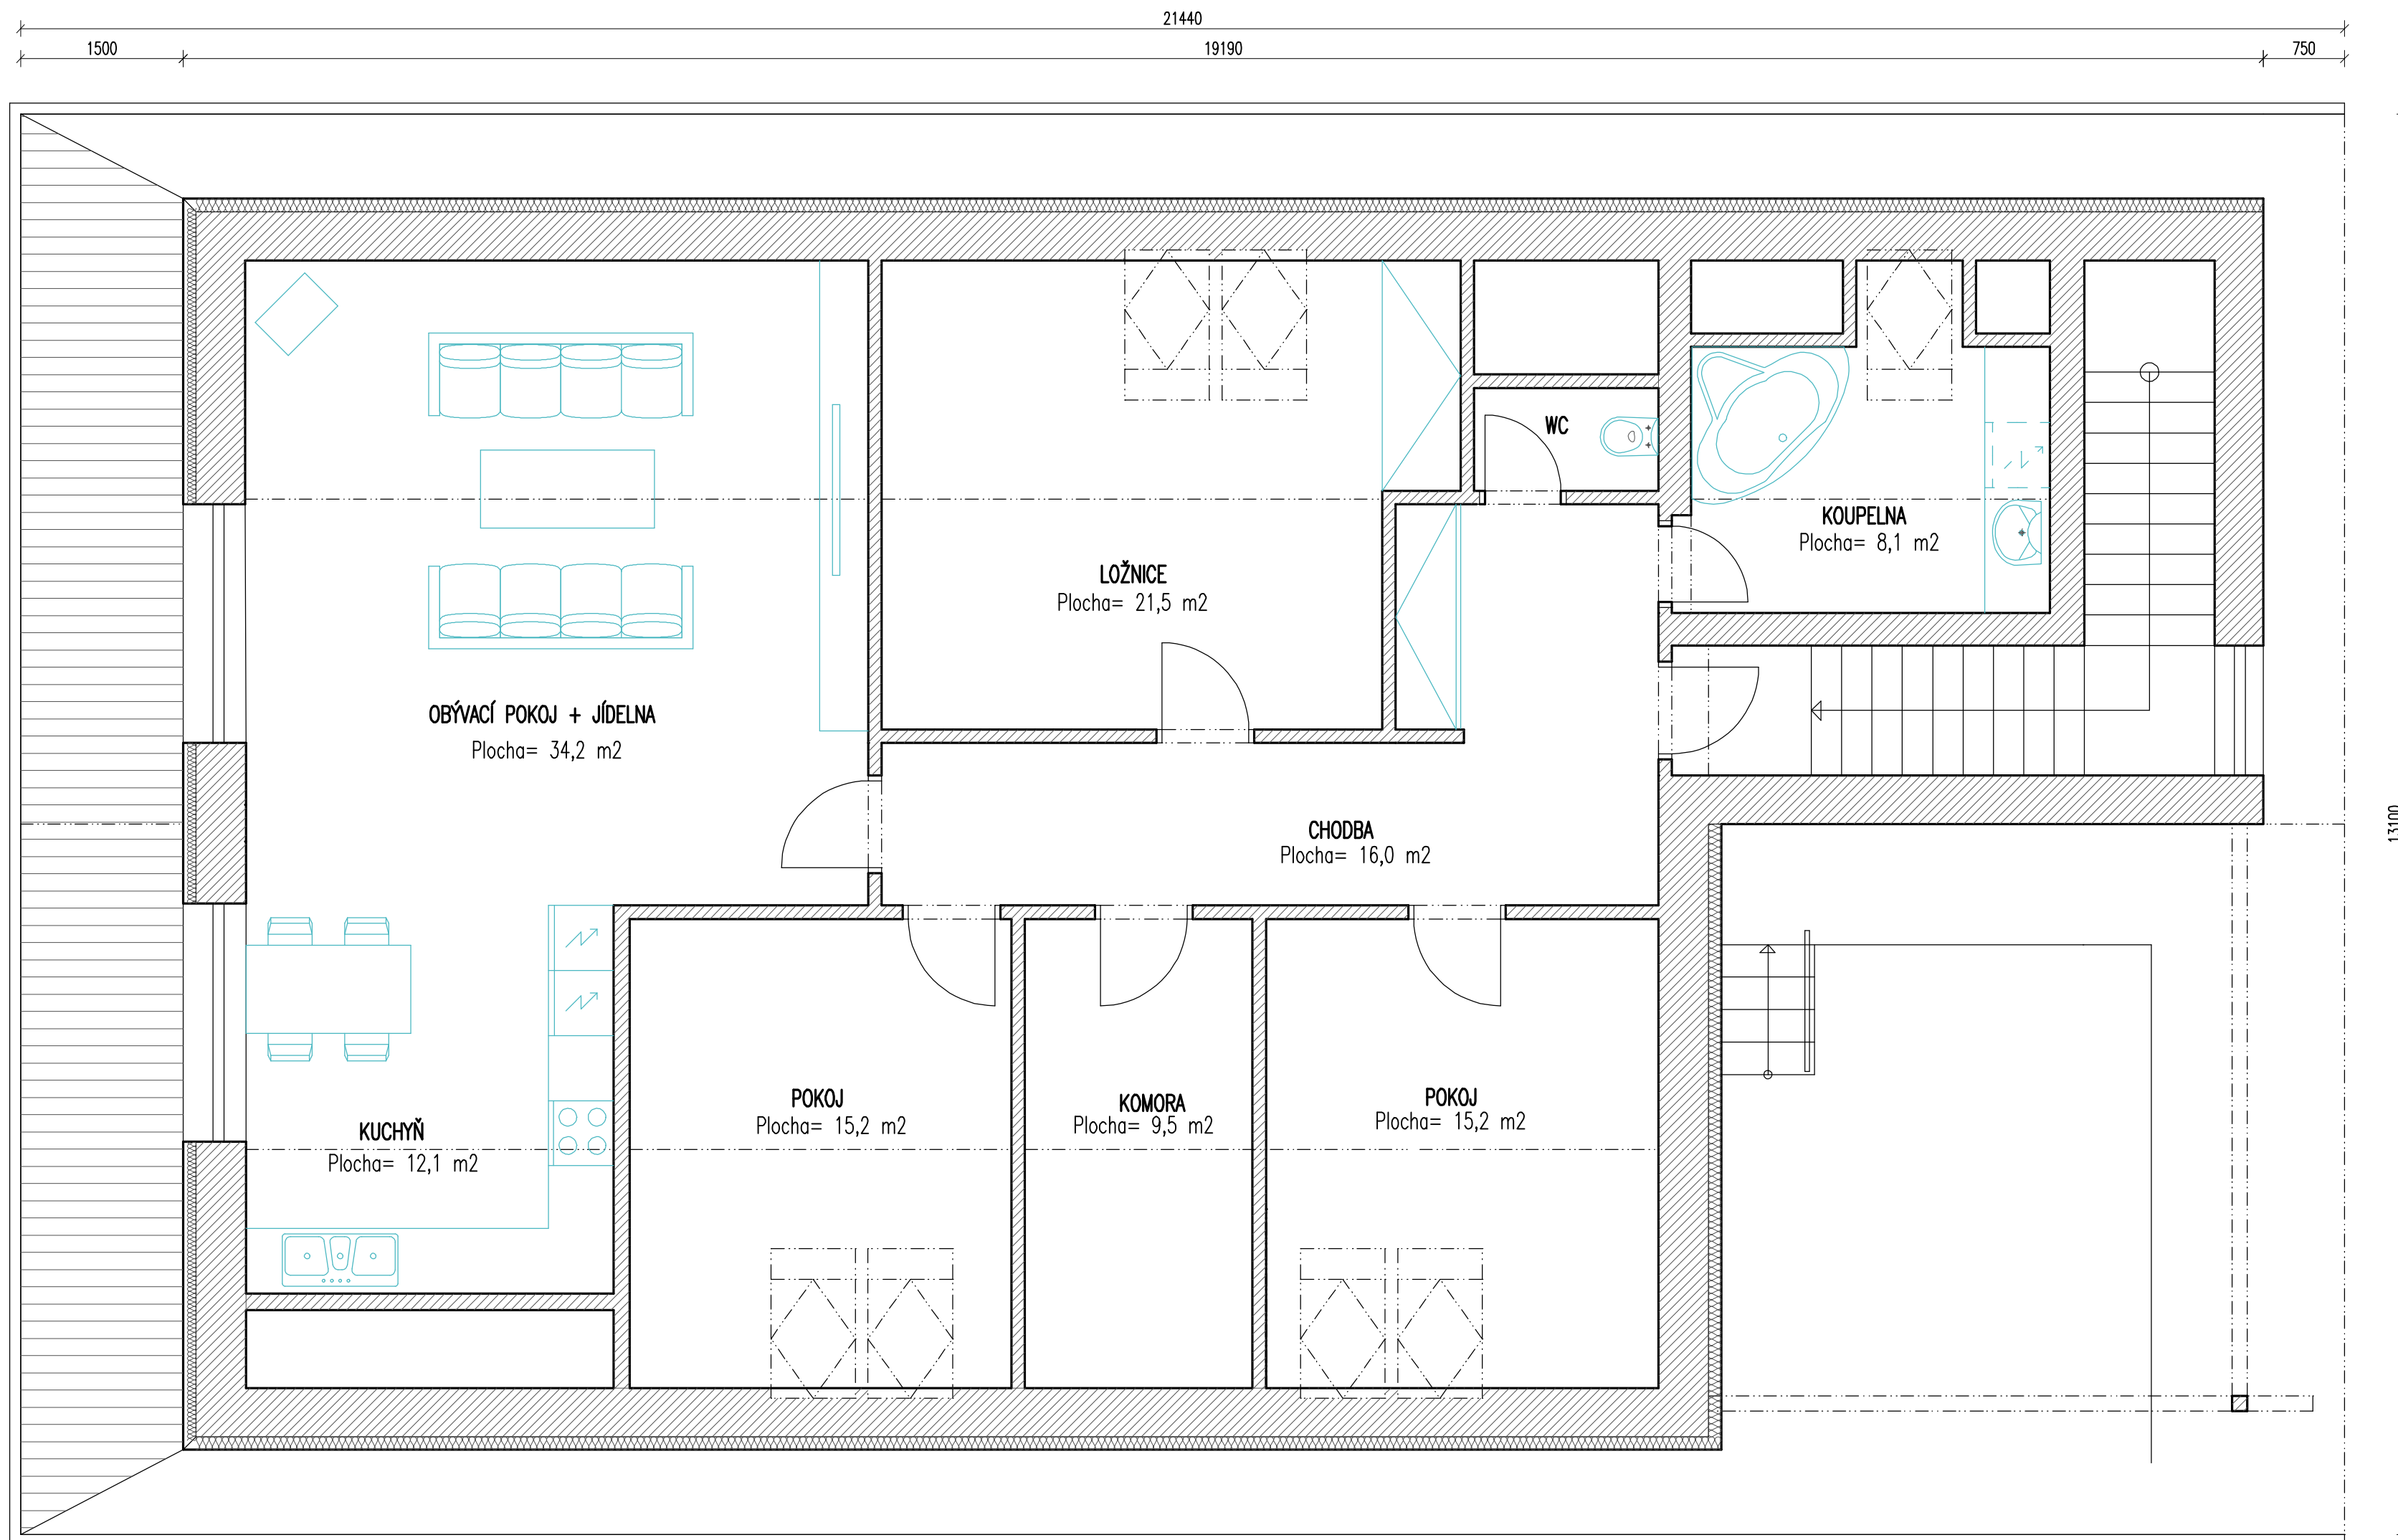 21440
1500
19190
750
WC
KOUPELNA
Plocha= 8,1 m2
LOŽNICE
Plocha= 21,5 m2
OBÝVACÍ POKOJ + JÍDELNA
Plocha= 34,2 m2
CHODBA
Plocha= 16,0 m2
13100
POKOJ
Plocha= 15,2 m2
KOMORA
Plocha= 9,5 m2
POKOJ
Plocha= 15,2 m2
KUCHYŇ
Plocha= 12,1 m2